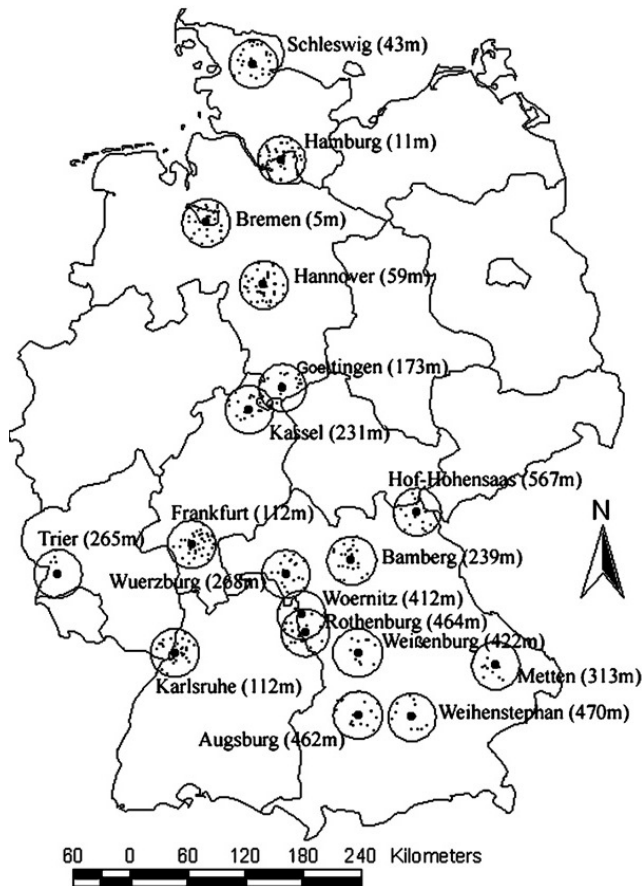 Schleswig (43m)
Hamburg (11m)
Bremen (5m)
Hannover (59m)
Goettingen (173m)
Kassel (231m)
Hof-Hohensaas (567m)
Frankfurt (112m)
N
Trier (265m)
Bamberg (239m)
Wuerzburg (268m)
Woernitz (412m)
Rothenburg (464m)
Weißenburg (422m)
Metten (313m)
Karlsruhe (112m)
Weihenstephan (470m)
Augsburg (462m)
60 0 60 120 180 240 Kilometers